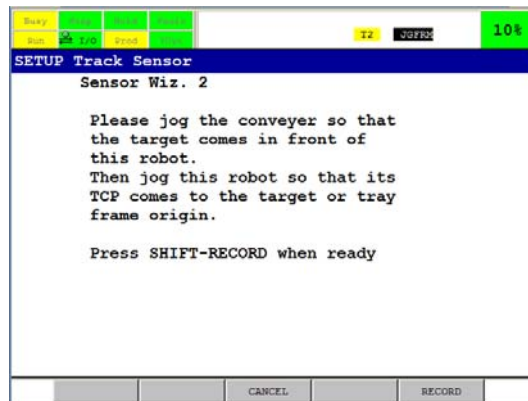 Busy Step Hold Fault
Run I/O Prod
T2 JGFRM 10%
SETUP Track Sensor
Sensor Wiz. 2
Please jog the conveyer so that
the target comes in front of
this robot.
Then jog this robot so that its
TCP comes to the target or tray
frame origin.
Press SHIFT-RECORD when ready
CANCEL RECORD